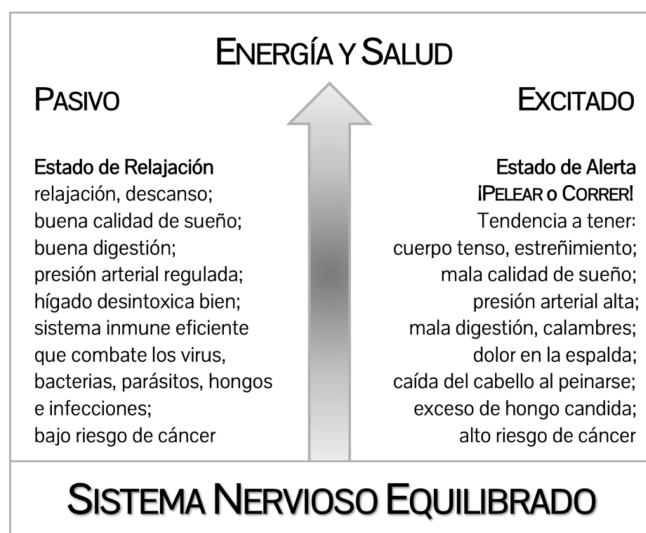 ENERGÍA Y SALUD
PASIVO
Estado de Relajación
relajación, descanso;
buena calidad de sueño;
buena digestión;
presión arterial regulada;
hígado desintoxica bien;
sistema inmune eficiente
que combate los virus,
bacterias, parásitos, hongos
e infecciones;
bajo riesgo de cáncer
EXCITADO
Estado de Alerta
¡PELEAR o CORRER!
Tendencia a tener:
cuerpo tenso, estreñimiento;
mala calidad de sueño;
presión arterial alta;
mala digestión, calambres;
dolor en la espalda;
caída del cabello al peinarse;
exceso de hongo candida;
alto riesgo de cáncer
SISTEMA NERVIOSO EQUILIBRADO